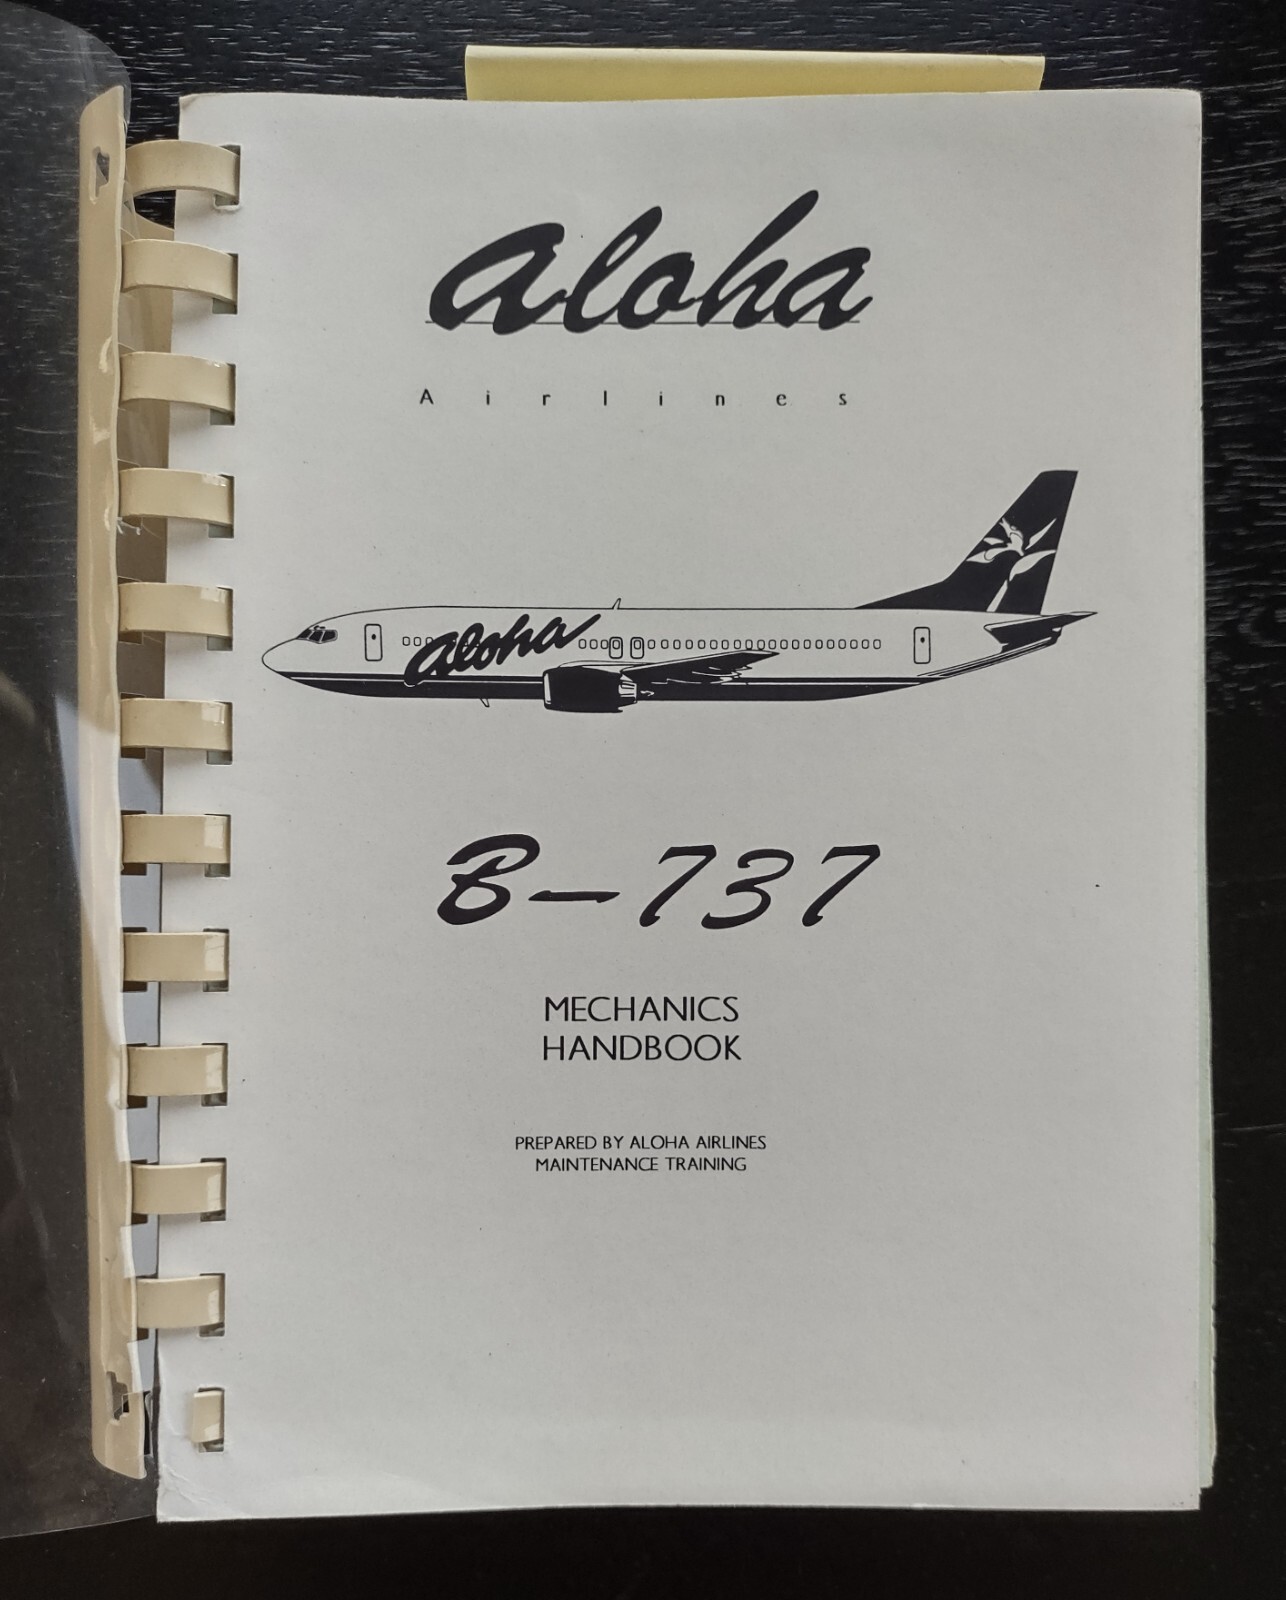 aloha
Airlines
aloha
B-737
MECHANICS
HANDBOOK
PREPARED BY ALOHA AIRLINES
MAINTENANCE TRAINING